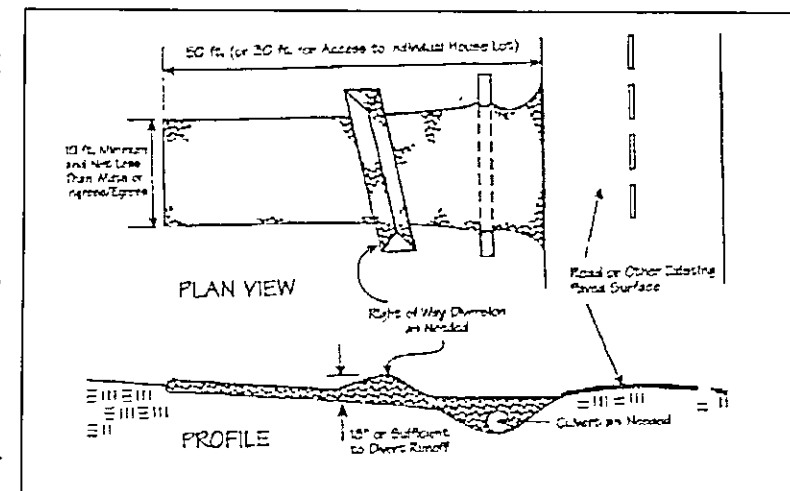 50 ft. (or 30 ft. for Access to Individual House Lot)
10 ft. Minimum
and Not Less
Than Width of
Ingress/Egress
PLAN VIEW
Road or Other Existing
Paved Surface
Right of Way Diversion
as Needed
PROFILE
18" or Sufficient
to Divert Runoff
Culvert as Needed